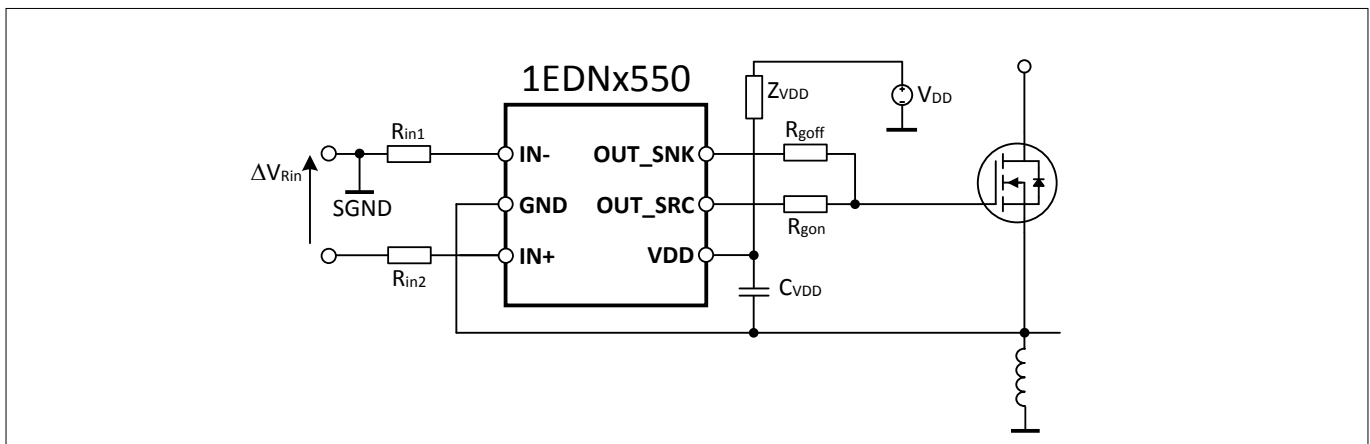 1EDNx550
ZVDD
VDD
Rin1
Rgoff
IN-
OUT_SNK
ΔVRin
SGND
GND
OUT_SRC
Rgon
IN+
VDD
Rin2
CVDD